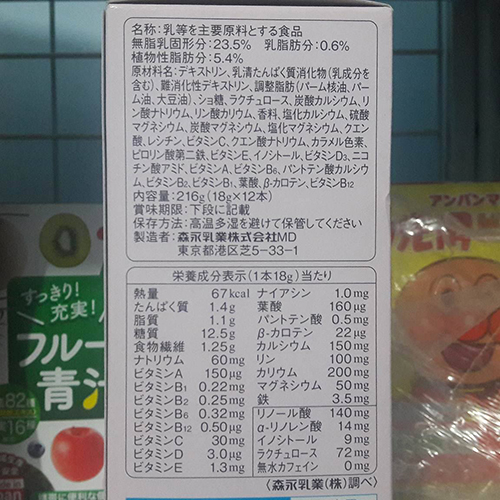 名称:乳等を主要原料とする食品
無脂乳固形分:23.5% 乳脂肪分:0.6%
植物性脂肪分:5.4%
原材料名:デキストリン、乳清たんぱく質消化物(乳成分を
含む)、難消化性デキストリン、調整脂肪(パーム核油、パー
ム油、大豆油)、ショ糖、ラクチュロース、炭酸カルシウム、リ
ン酸ナトリウム、リン酸カリウム、香料、塩化カルシウム、硫酸
マグネシウム、炭酸マグネシウム、塩化マグネシウム、クエン
酸、レシチン、ビタミンC、クエン酸ナトリウム、カラメル色素、
ピロリン酸第二鉄、ビタミンE、イノシトール、ビタミンD3、ニコ
チン酸アミド、ビタミンA、ビタミンB6、パントテン酸カルシウ
ム、ビタミンB2、ビタミンB1、葉酸、β-カロテン、ビタミンB12
内容量:216g(18g×12本)
賞味期限:下段に記載
保存方法:高温多湿を避けて保管してください
製造者:森永乳業株式会社MD
東京都港区芝5-33-1
栄養成分表示(1本18g)当たり
熱量 67kcal
たんぱく質 1.4g
脂質 1.1g
糖質 12.5g
食物繊維 1.25g
ナトリウム 60mg
ビタミンA 150μg
ビタミンB1 0.22mg
ビタミンB2 0.25mg
ビタミンB6 0.32mg
ビタミンB12 0.50μg
ビタミンC 30mg
ビタミンD 3.0μg
ビタミンE 1.3mg
ナイアシン 1.0mg
葉酸 160μg
パントテン酸 0.5mg
β-カロテン 22μg
カルシウム 150mg
リン 100mg
カリウム 200mg
マグネシウム 50mg
鉄 3.5mg
リノール酸 140mg
α-リノレン酸 14mg
イノシトール 9mg
ラクチュロース 72mg
無水カフェイン 0mg
〈森永乳業(株)調べ〉
すっきり!
充実!
フルー
青汁
82種
16種
アンパンマ